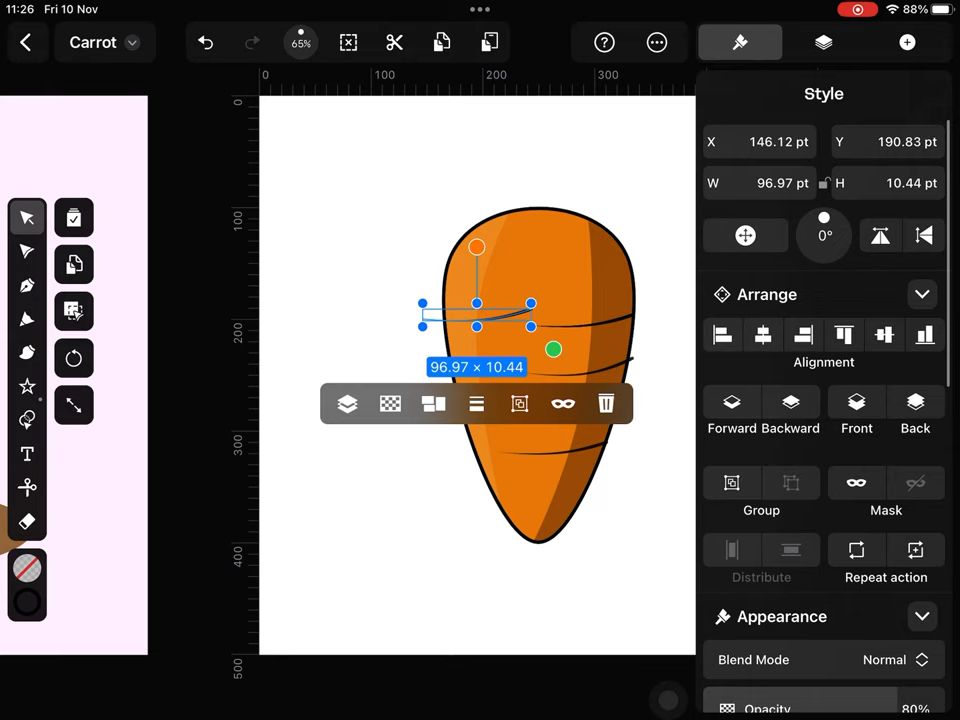 11:26 Fri 10 Nov
88%
Carrot
65%
0
100
200
300
0
100
200
300
400
500
96.97 × 10.44
T
Style
X 146.12 pt
Y 190.83 pt
W 96.97 pt
H 10.44 pt
0°
Arrange
Alignment
Forward Backward Front Back
Group Mask
Distribute Repeat action
Appearance
Blend Mode Normal
Opacity 80%